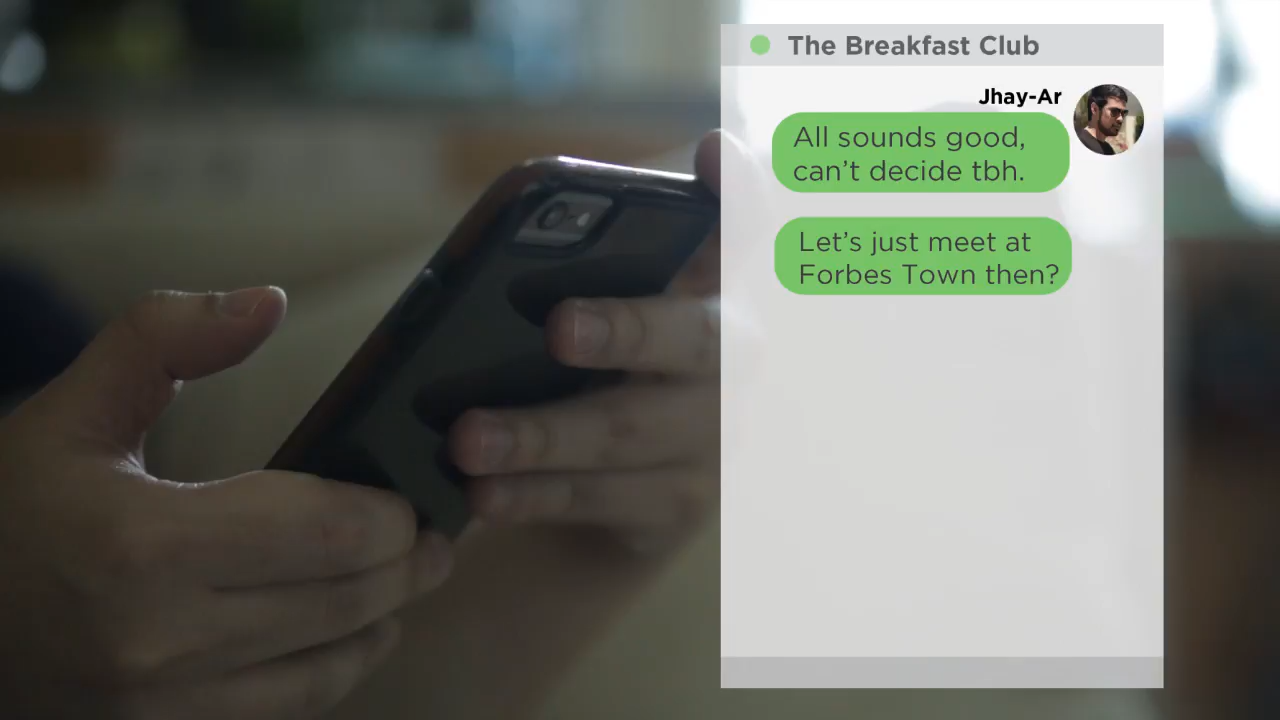 The Breakfast Club
Jhay-Ar
All sounds good,
can't decide tbh.
Let's just meet at
Forbes Town then?